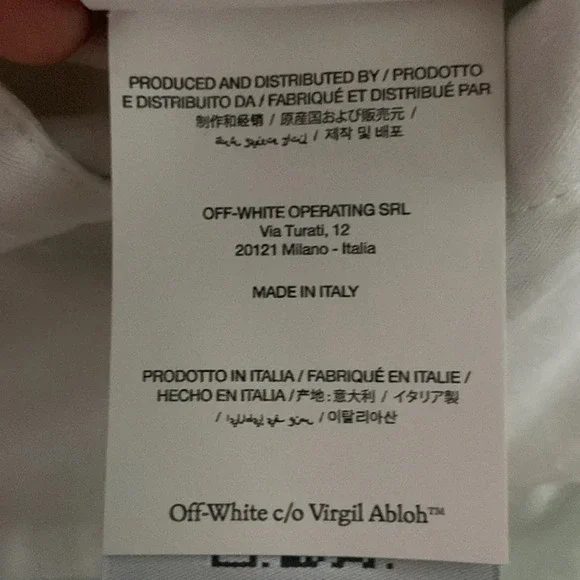 PRODUCED AND DISTRIBUTED BY / PRODOTTO
E DISTRIBUITO DA / FABRIQUÉ ET DISTRIBUÉ PAR
制作和经销 / 原産国および販売元 /
/ 제작 및 배포
OFF-WHITE OPERATING SRL
Via Turati, 12
20121 Milano - Italia
MADE IN ITALY
PRODOTTO IN ITALIA / FABRIQUÉ EN ITALIE /
HECHO EN ITALIA / 产地：意大利 / イタリア製
/ / 이탈리아산
Off-White c/o Virgil Abloh™